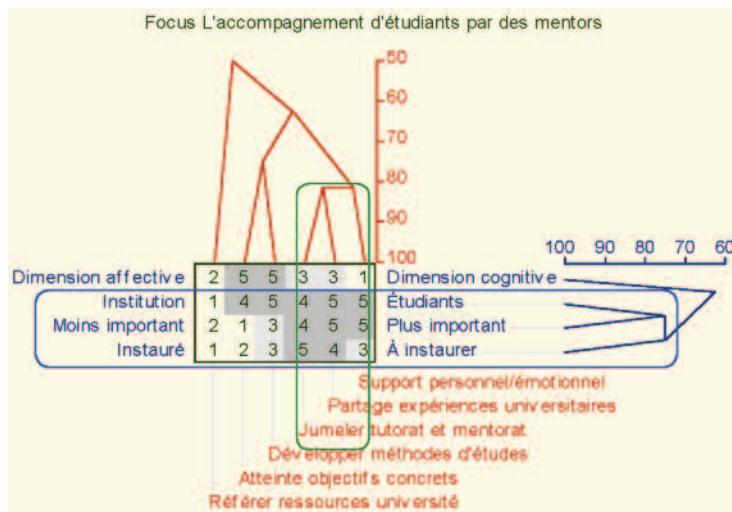 Focus L'accompagnement d'étudiants par des mentors
50
60
70
80
90
100
100 90 80 70 60
Dimension affective 2 5 5 3 3 1 Dimension cognitive
Institution 1 4 5 4 5 5 Étudiants
Moins important 2 1 3 4 5 5 Plus important
Instauré 1 2 3 5 4 3 À instaurer
Support personnel/émotionnel
Partage expériences universitaires
Jumeler tutorat et mentorat
Développer méthodes d'études
Atteinte objectifs concrets
Référer ressources université